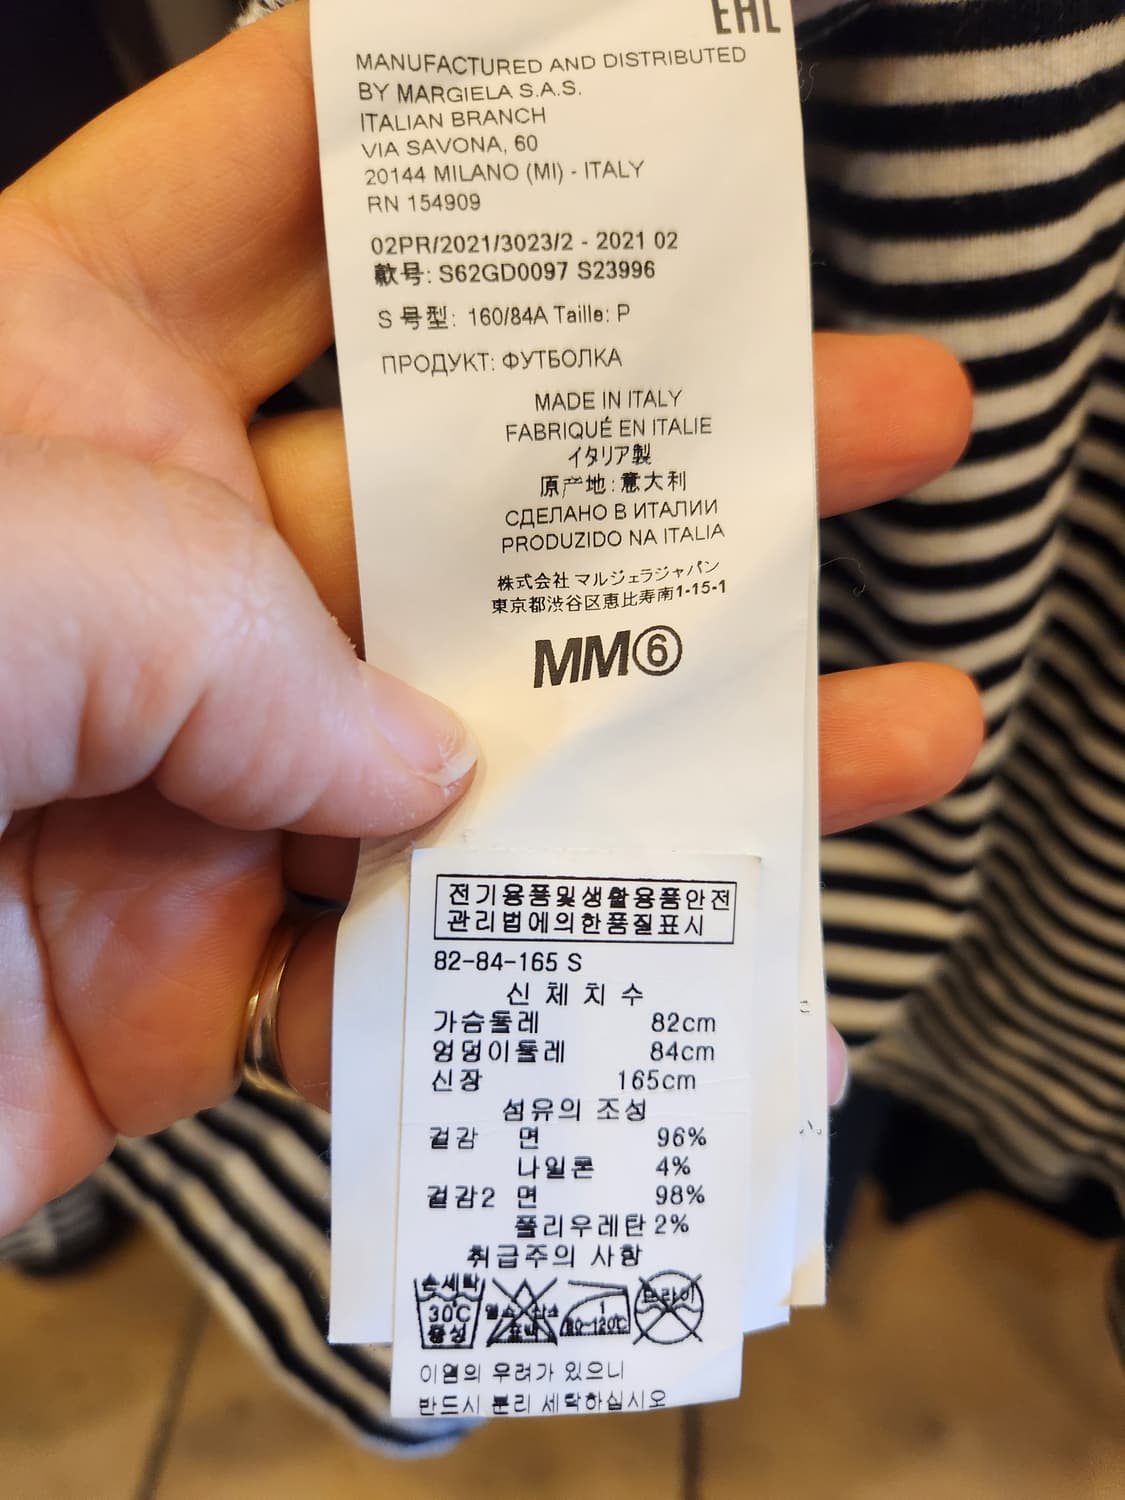 EAC
MANUFACTURED AND DISTRIBUTED
BY MARGIELA S.A.S.
ITALIAN BRANCH
VIA SAVONA, 60
20144 MILANO (MI) - ITALY
RN 154909
02PR/2021/3023/2 - 2021 02
款号: S62GD0097 S23996
S 号型: 160/84A Taille: P
ПРОДУКТ: ФУТБОЛКА
MADE IN ITALY
FABRIQUÉ EN ITALIE
イタリア製
原产地: 意大利
СДЕЛАНО В ИТАЛИИ
PRODUZIDO NA ITALIA
株式会社 マルジェラジャパン
東京都渋谷区恵比寿南1-15-1
MM⑥
전기용품및생활용품안전
관리법에의한품질표시
82-84-165 S
신 체 치 수
가슴둘레 82cm
엉덩이둘레 84cm
신장 165cm
섬유의 조성
겉감 면 96%
나일론 4%
겉감2 면 98%
폴리우레탄 2%
취급주의 사항
손세탁 30℃ 중성
염소 산소 표백
80~120℃
드라이
이염의 우려가 있으니
반드시 분리 세탁하십시오